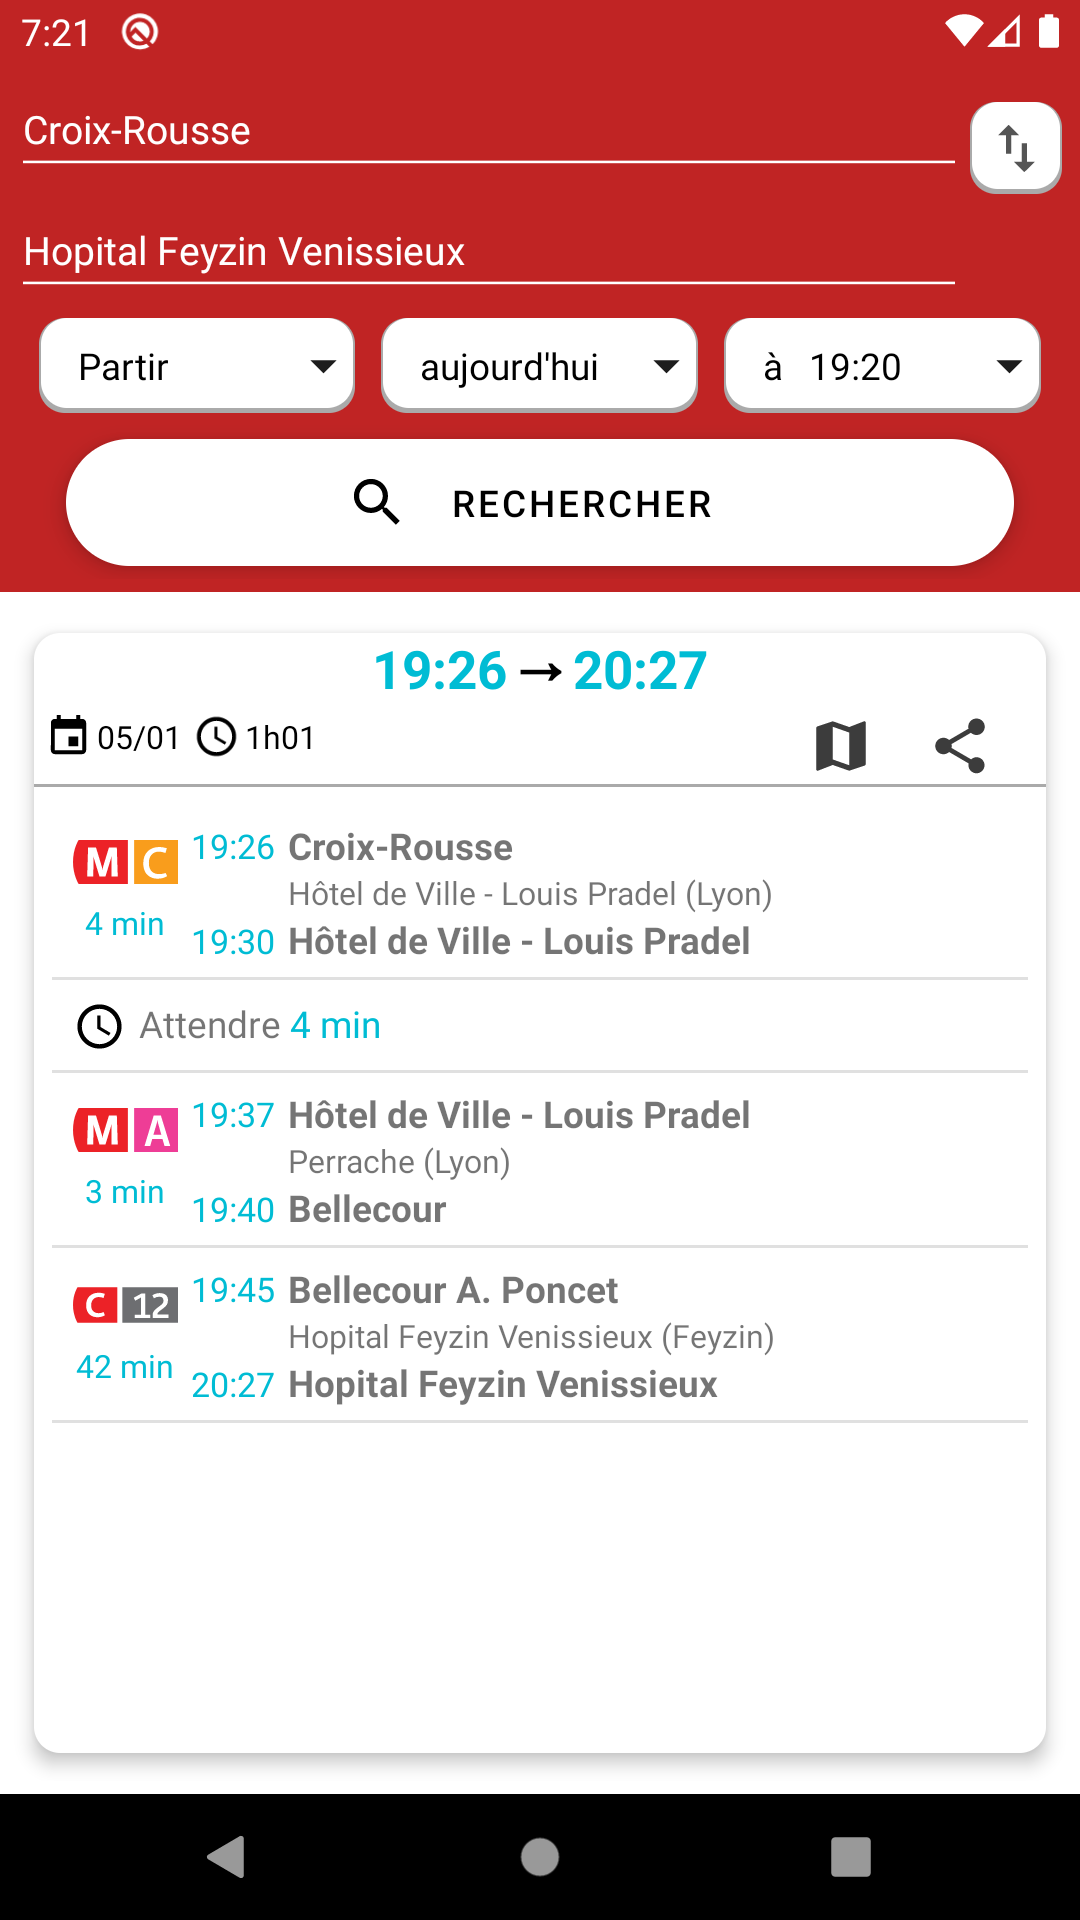 7:21
Croix-Rousse
Hopital Feyzin Venissieux
Partir aujourd'hui à 19:20
RECHERCHER
19:26 → 20:27
05/01 1h01
M C 19:26 Croix-Rousse
Hôtel de Ville - Louis Pradel (Lyon)
4 min
19:30 Hôtel de Ville - Louis Pradel
Attendre 4 min
M A 19:37 Hôtel de Ville - Louis Pradel
Perrache (Lyon)
3 min
19:40 Bellecour
C 12 19:45 Bellecour A. Poncet
Hopital Feyzin Venissieux (Feyzin)
42 min
20:27 Hopital Feyzin Venissieux